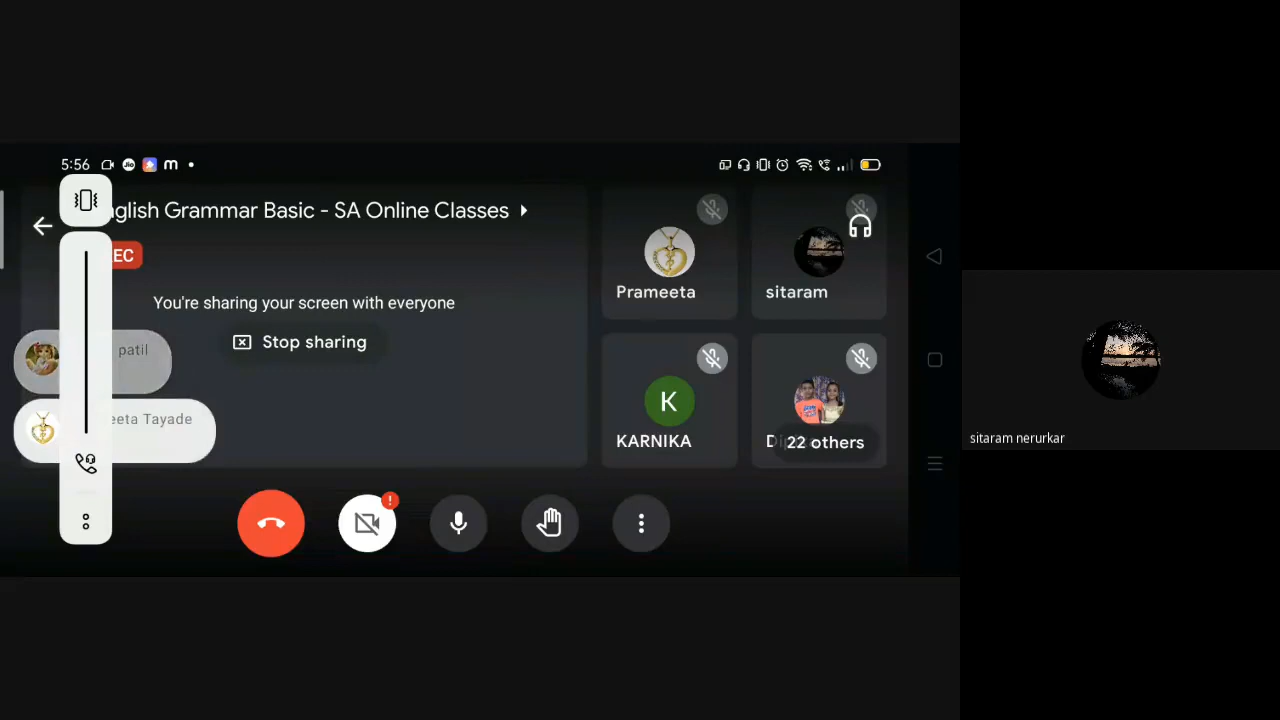 5:56
glish Grammar Basic - SA Online Classes
EC
You're sharing your screen with everyone
Stop sharing
patil
eeta Tayade
Prameeta
sitaram
K
KARNIKA
22 others
sitaram nerurkar